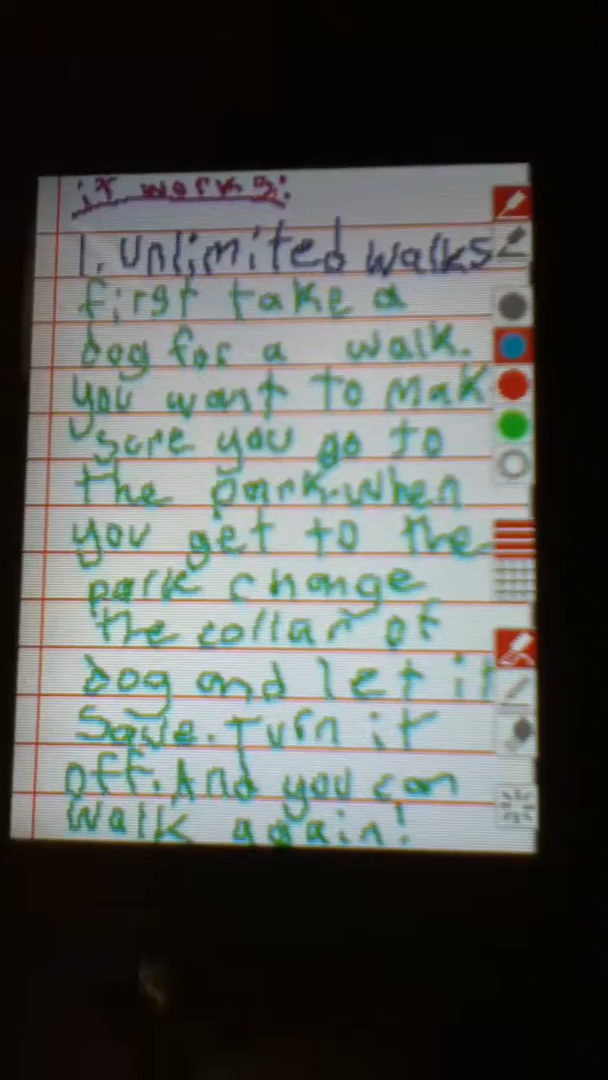 it works:
1. Unlimited walks
first take a
dog for a walk.
you want to mak
sure you go to
the park.when
you get to the
park change
the collar of
dog and let it
Save. Turn it
off. And you can
walk again!